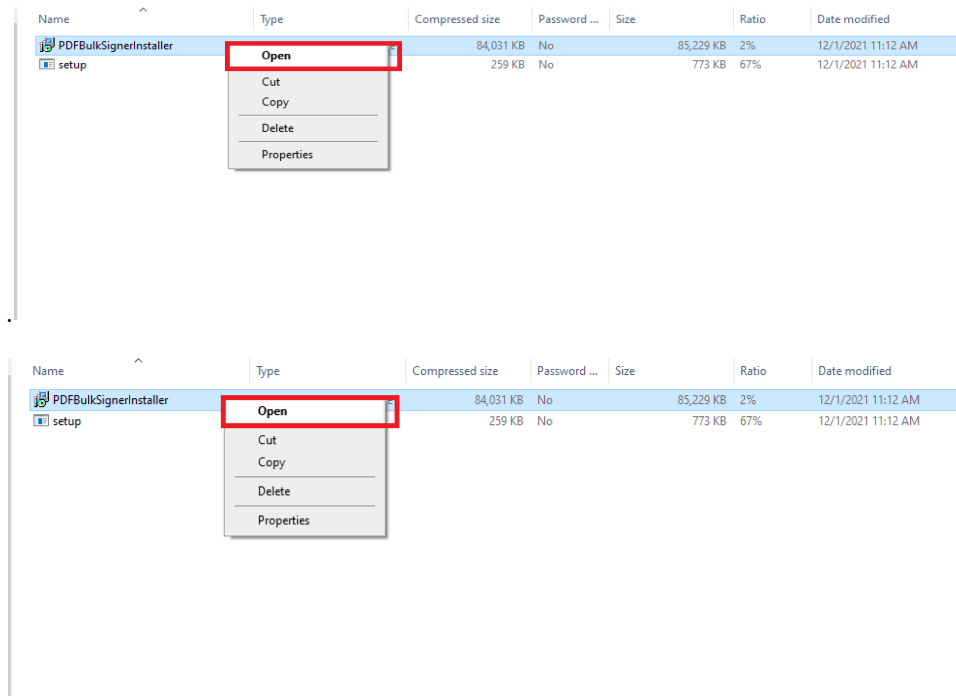 Name Type Compressed size Password ... Size Ratio Date modified
PDFBulkSignerInstaller 84,031 KB No 85,229 KB 2% 12/1/2021 11:12 AM
Open
setup 259 KB No 773 KB 67% 12/1/2021 11:12 AM
Cut
Copy
Delete
Properties
.
Name Type Compressed size Password ... Size Ratio Date modified
PDFBulkSignerInstaller 84,031 KB No 85,229 KB 2% 12/1/2021 11:12 AM
Open
setup 259 KB No 773 KB 67% 12/1/2021 11:12 AM
Cut
Copy
Delete
Properties